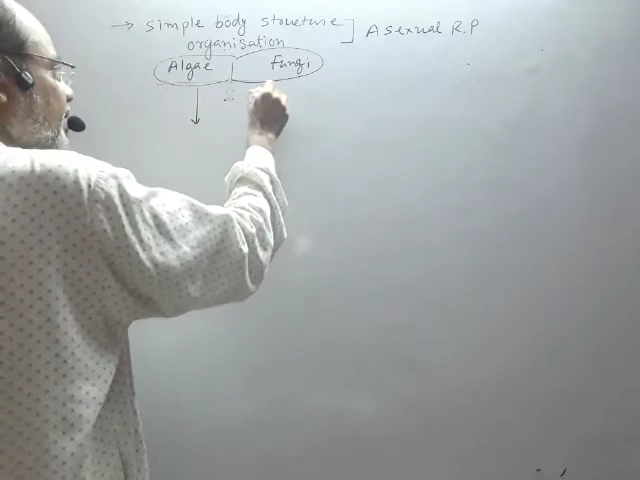 → simple body structure
organisation ] Asexual R.P
Algae Fungi